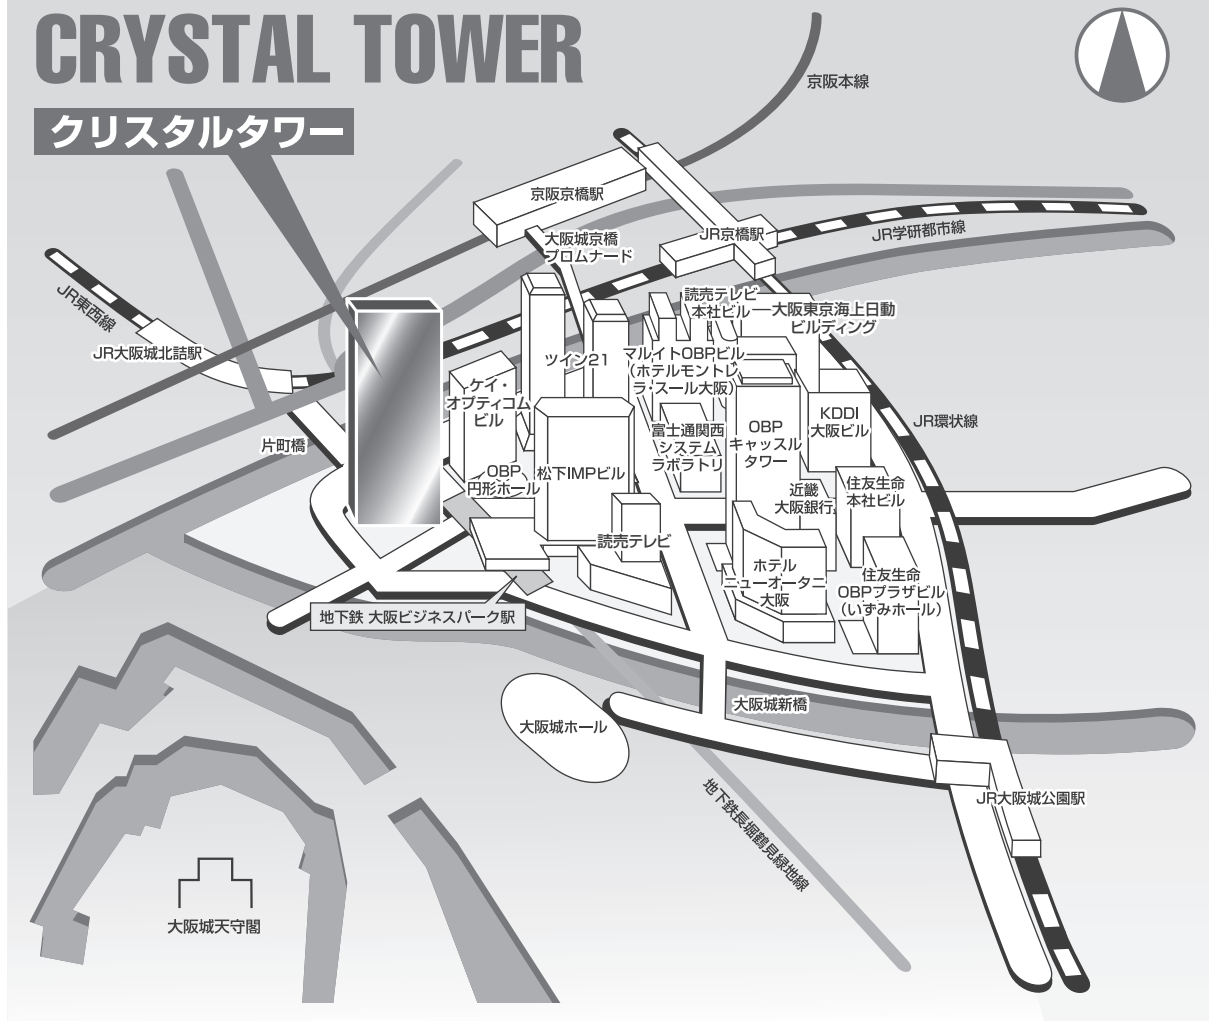 CRYSTAL TOWER
クリスタルタワー
京阪本線
京阪京橋駅
大阪城京橋
プロムナード
JR京橋駅
JR学研都市線
JR東西線
JR大阪城北詰駅
読売テレビ
本社ビル
大阪東京海上日動
ビルディング
ツイン21
マルイトOBPビル
(ホテルモントレ
ラ・スール大阪)
ケイ・
オプティコム
ビル
片町橋
OBP
円形ホール
松下IMPビル
富士通関西
システム
ラボラトリ
OBP
キャッスル
タワー
KDDI
大阪ビル
JR環状線
近畿
大阪銀行
住友生命
本社ビル
読売テレビ
ホテル
ニューオータニ
大阪
住友生命
OBPプラザビル
(いずみホール)
地下鉄 大阪ビジネスパーク駅
大阪城新橋
大阪城ホール
地下鉄長堀鶴見緑地線
JR大阪城公園駅
大阪城天守閣